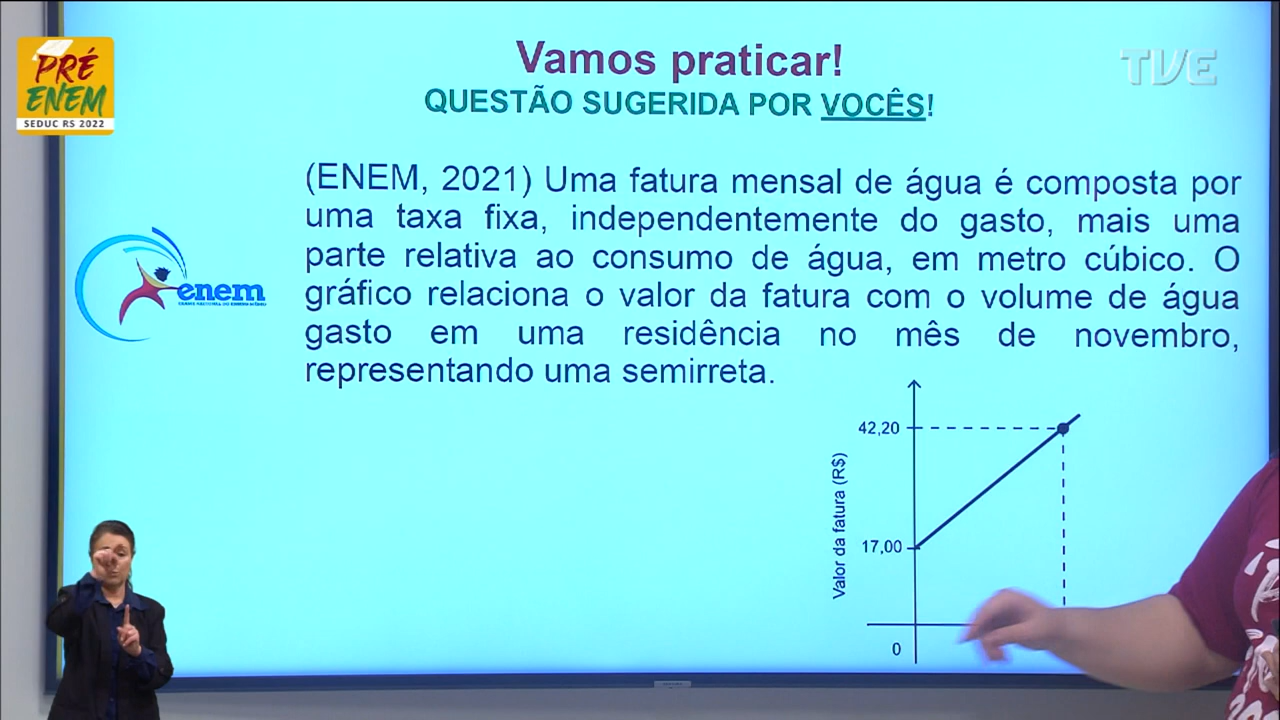 PRÉ
ENEM
SEDUC RS 2022
Vamos praticar!
TVE
QUESTÃO SUGERIDA POR VOCÊS!
(ENEM, 2021) Uma fatura mensal de água é composta por
uma taxa fixa, independentemente do gasto, mais uma
parte relativa ao consumo de água, em metro cúbico. O
gráfico relaciona o valor da fatura com o volume de água
gasto em uma residência no mês de novembro,
representando uma semirreta.
enem
42,20
Valor da fatura (R$)
17,00
0